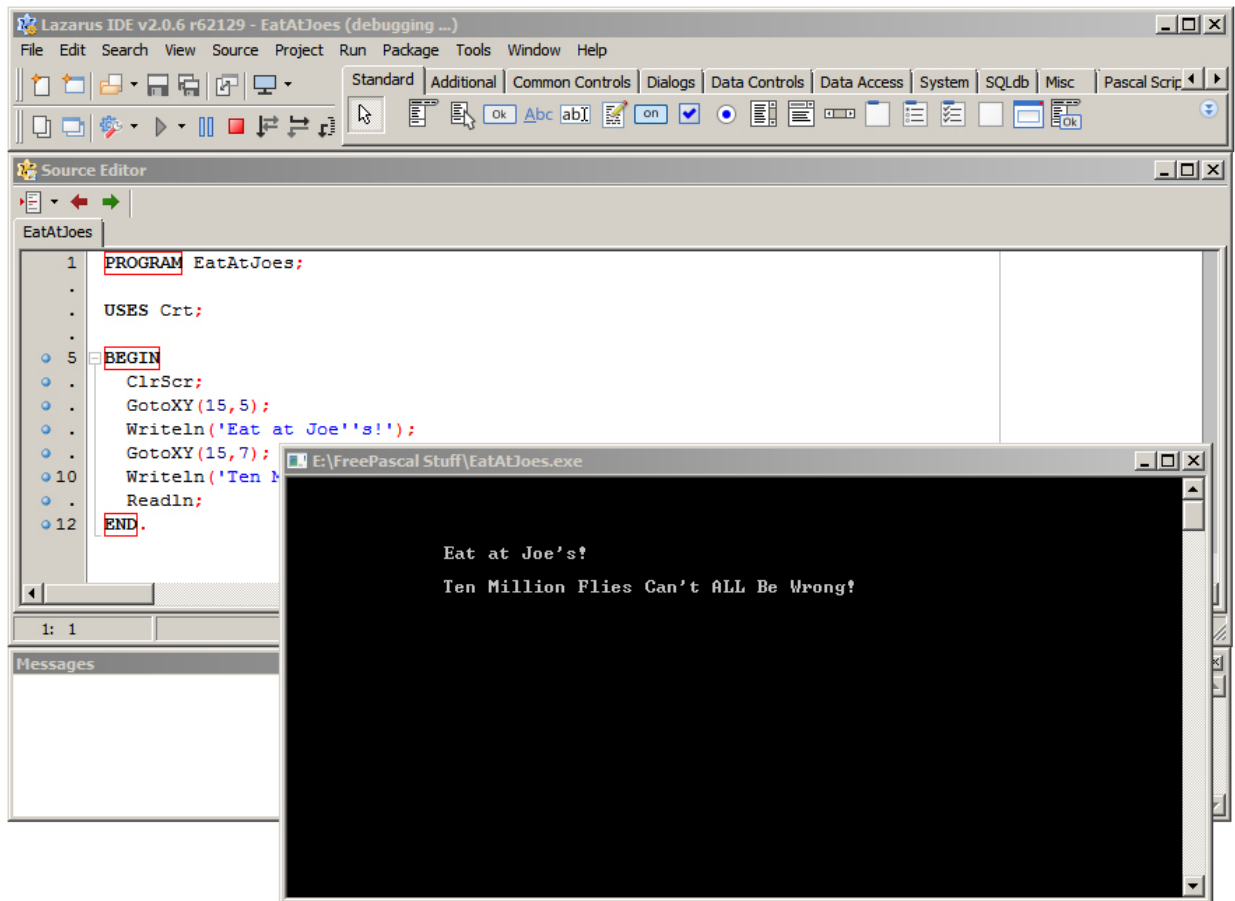 Lazarus IDE v2.0.6 r62129 - EatAtJoes (debugging ...)
File Edit Search View Source Project Run Package Tools Window Help
Standard Additional Common Controls Dialogs Data Controls Data Access System SQLdb Misc Pascal Scrip
Ok Abc abI on Ok
Source Editor
EatAtJoes
1 PROGRAM EatAtJoes;
.
. USES Crt;
.
5 BEGIN
. ClrScr;
. GotoXY(15,5);
. Writeln('Eat at Joe''s!');
. GotoXY(15,7);
10 Writeln('Ten M
. Readln;
12 END.
1: 1
Messages
E:\FreePascal Stuff\EatAtJoes.exe
Eat at Joe's!
Ten Million Flies Can't ALL Be Wrong!